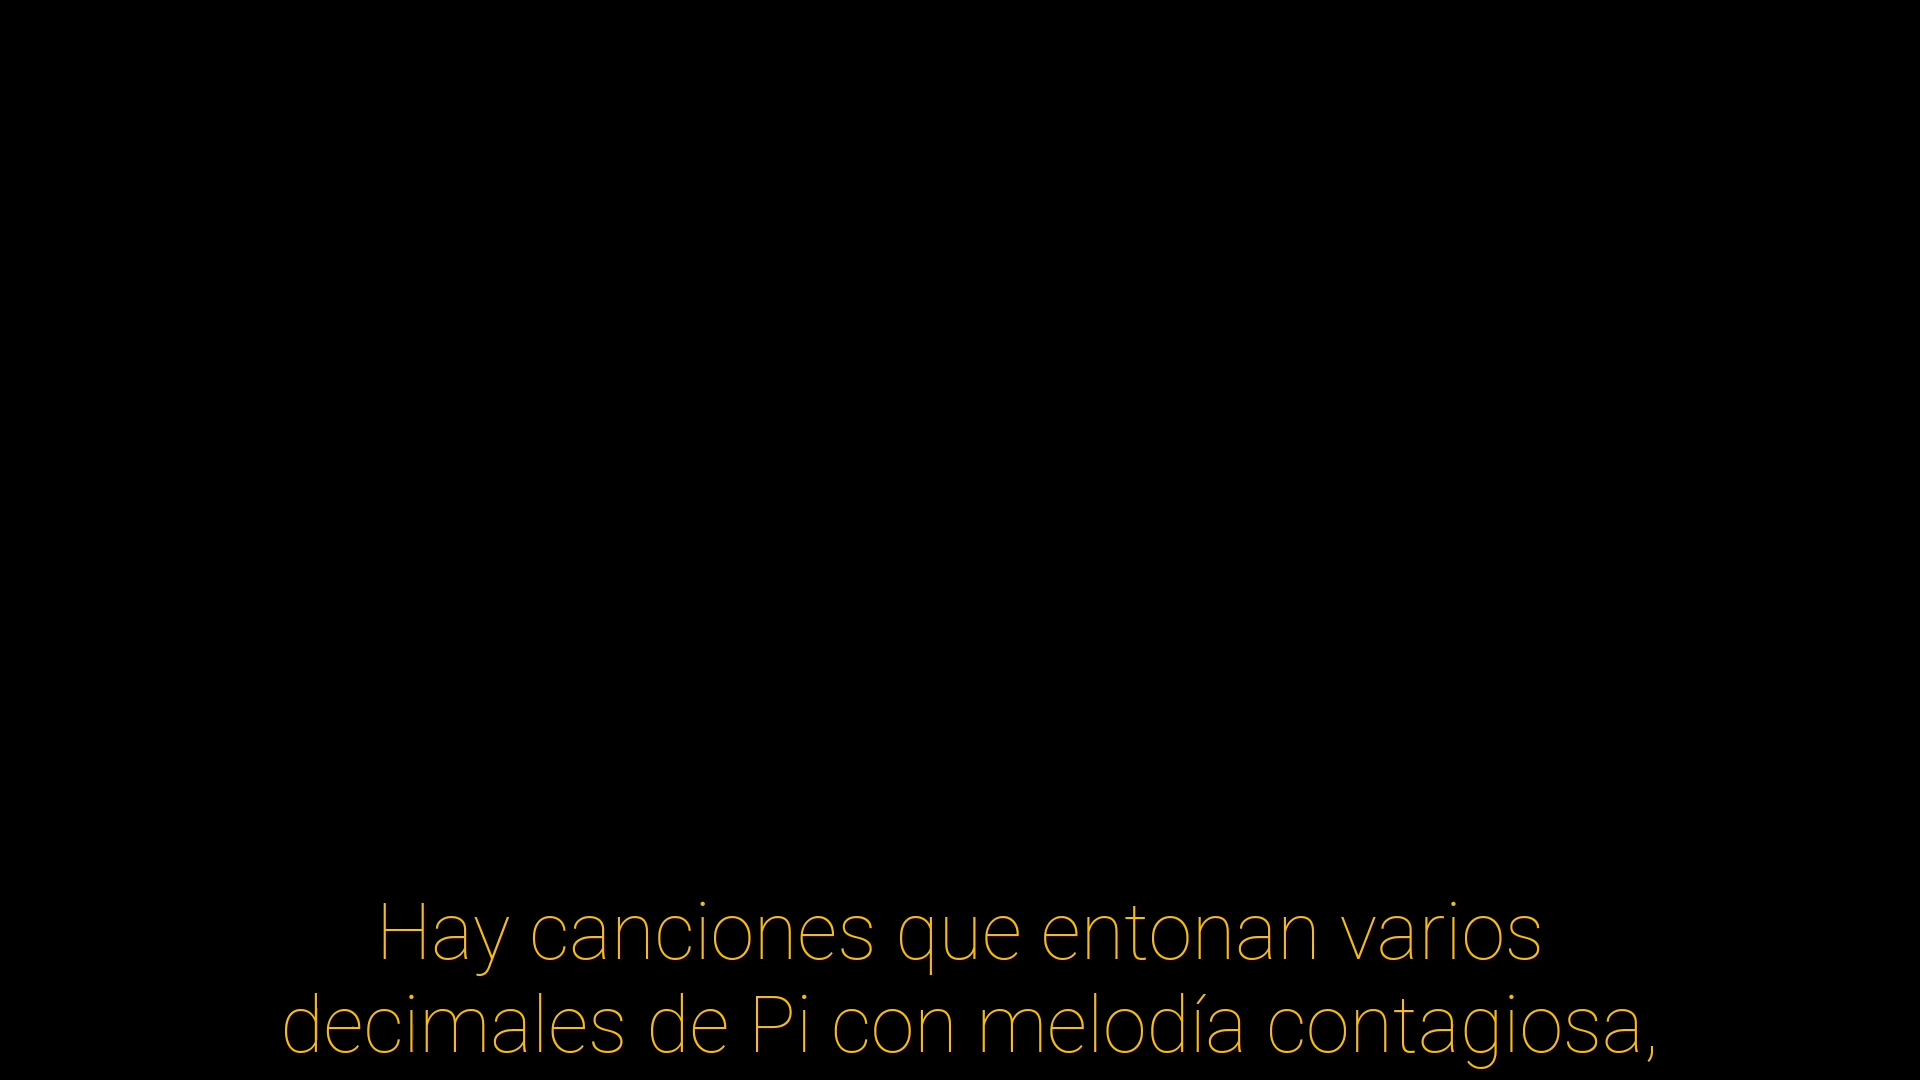 Hay canciones que entonan varios
decimales de Pi con melodía contagiosa,